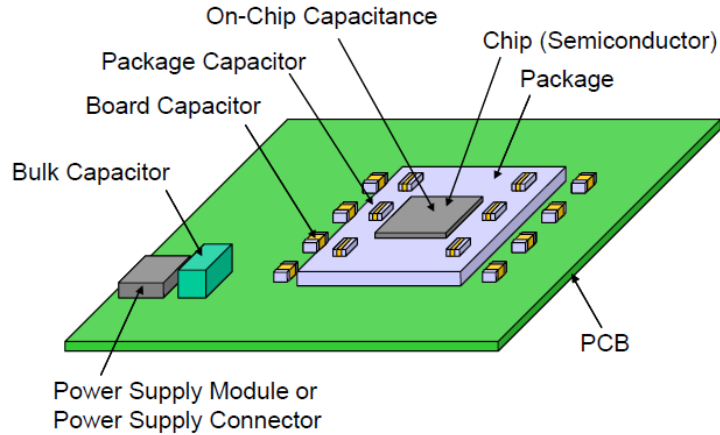 On-Chip Capacitance
Chip (Semiconductor)
Package Capacitor
Package
Board Capacitor
Bulk Capacitor
PCB
Power Supply Module or
Power Supply Connector